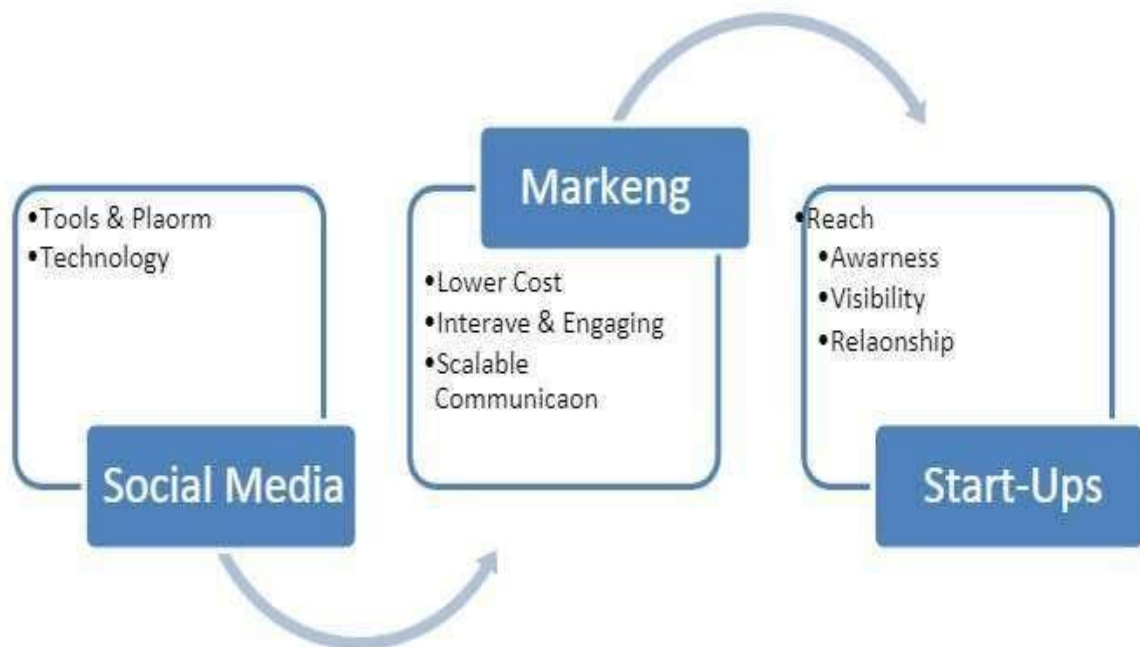 •Tools & Plaorm
•Technology
Social Media
Markeng
•Lower Cost
•Interave & Engaging
•Scalable
Communicaon
•Reach
•Awarness
•Visibility
•Relaonship
Start-Ups